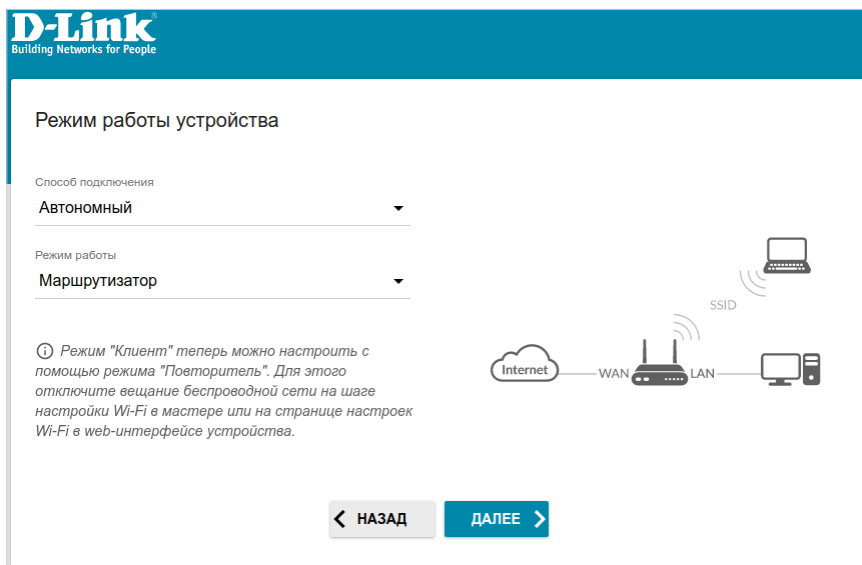 D-Link
Building Networks for People
Режим работы устройства
Способ подключения
Автономный
Режим работы
Маршрутизатор
Режим "Клиент" теперь можно настроить с
помощью режима "Повторитель". Для этого
отключите вещание беспроводной сети на шаге
настройки Wi-Fi в мастере или на странице настроек
Wi-Fi в web-интерфейсе устройства.
SSID
Internet
WAN
LAN
НАЗАД
ДАЛЕЕ